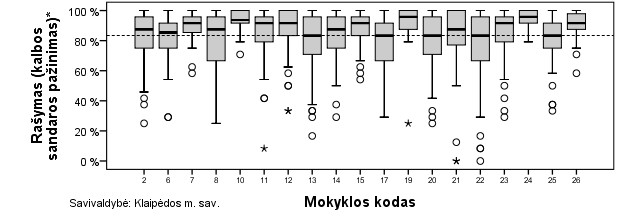 Rašymas (kalbos
sandaros pažinimas)*
100 %
80 %
60 %
40 %
20 %
0 %
2 6 7 8 10 11 12 13 14 15 17 19 20 21 22 23 24 25 26
Savivaldybė: Klaipėdos m. sav.
Mokyklos kodas